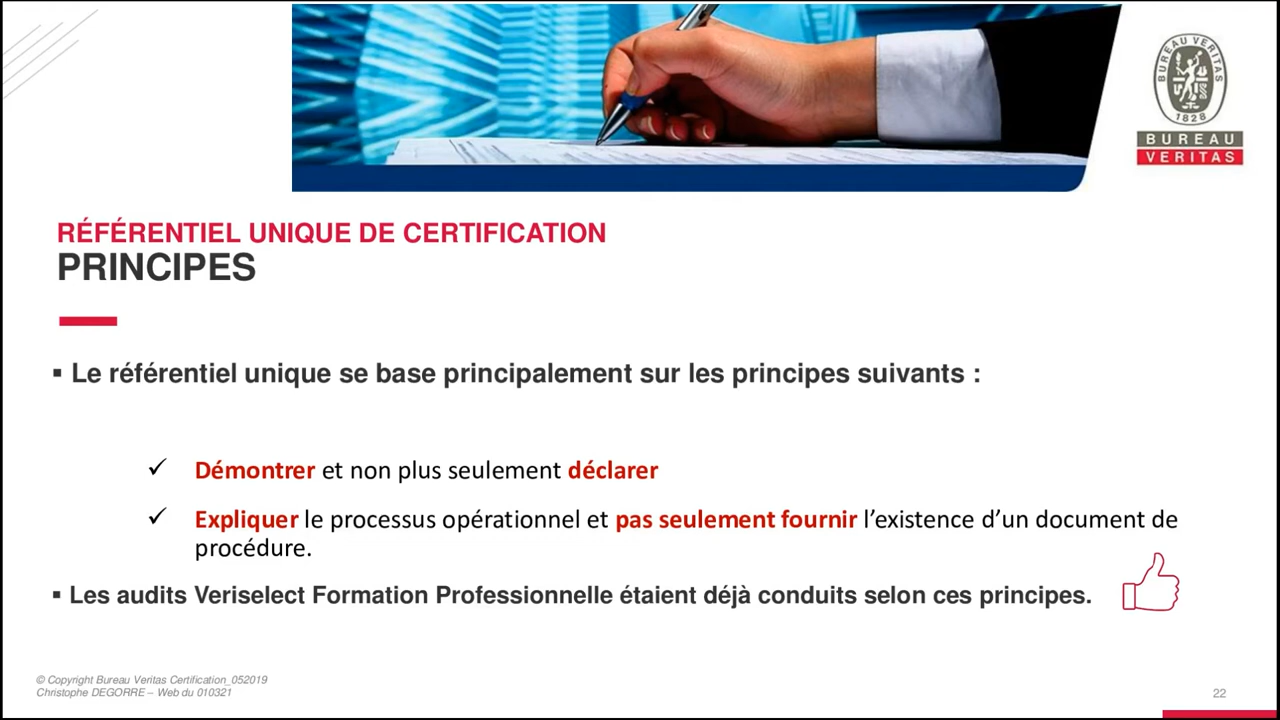 BUREAU VERITAS
1828
BUREAU
VERITAS
RÉFÉRENTIEL UNIQUE DE CERTIFICATION
PRINCIPES
▪ Le référentiel unique se base principalement sur les principes suivants :
✓ Démontrer et non plus seulement déclarer
✓ Expliquer le processus opérationnel et pas seulement fournir l’existence d’un document de
procédure.
▪ Les audits Veriselect Formation Professionnelle étaient déjà conduits selon ces principes.
© Copyright Bureau Veritas Certification_052019
Christophe DEGORRE – Web du 010321
22